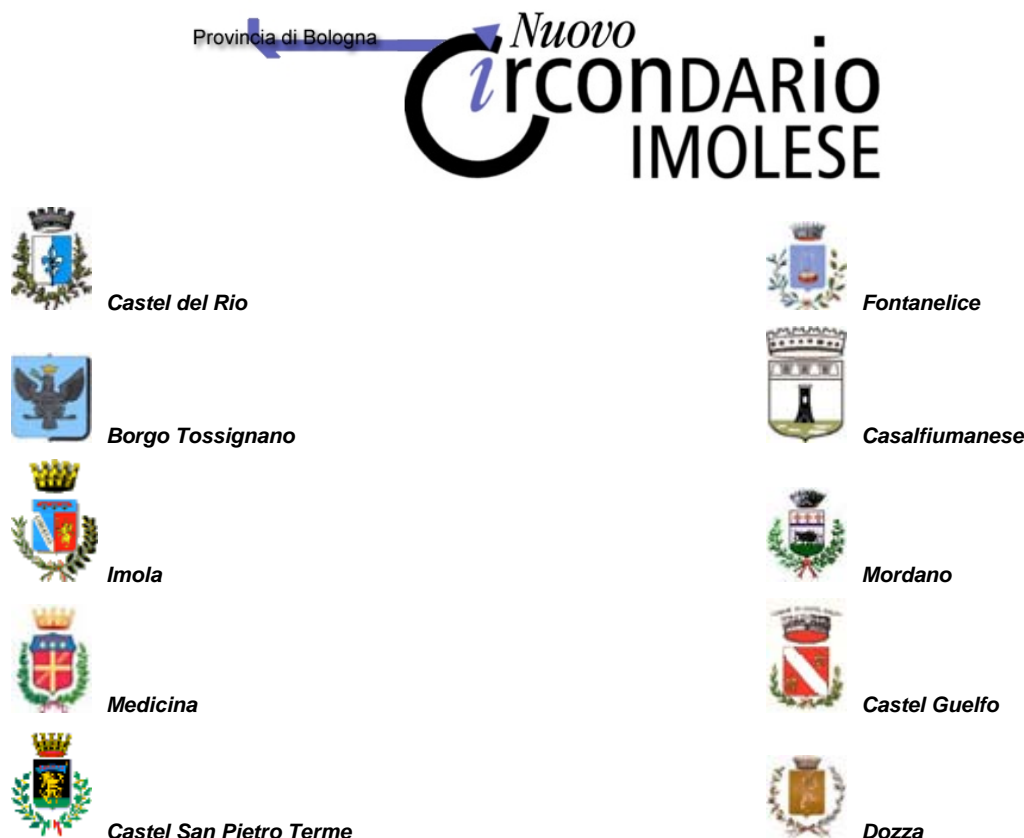 Provincia di Bologna
Nuovo
CirconDARiO
IMOLESE
Castel del Rio
Fontanelice
Borgo Tossignano
Casalfiumanese
Imola
Mordano
Medicina
Castel Guelfo
Castel San Pietro Terme
Dozza